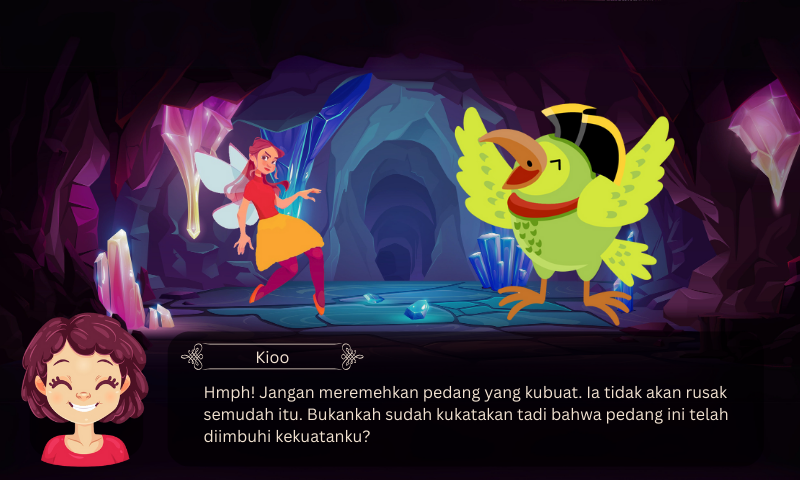 Kioo
Hmph! Jangan meremehkan pedang yang kubuat. Ia tidak akan rusak
semudah itu. Bukankah sudah kukatakan tadi bahwa pedang ini telah
diimbuhi kekuatanku?